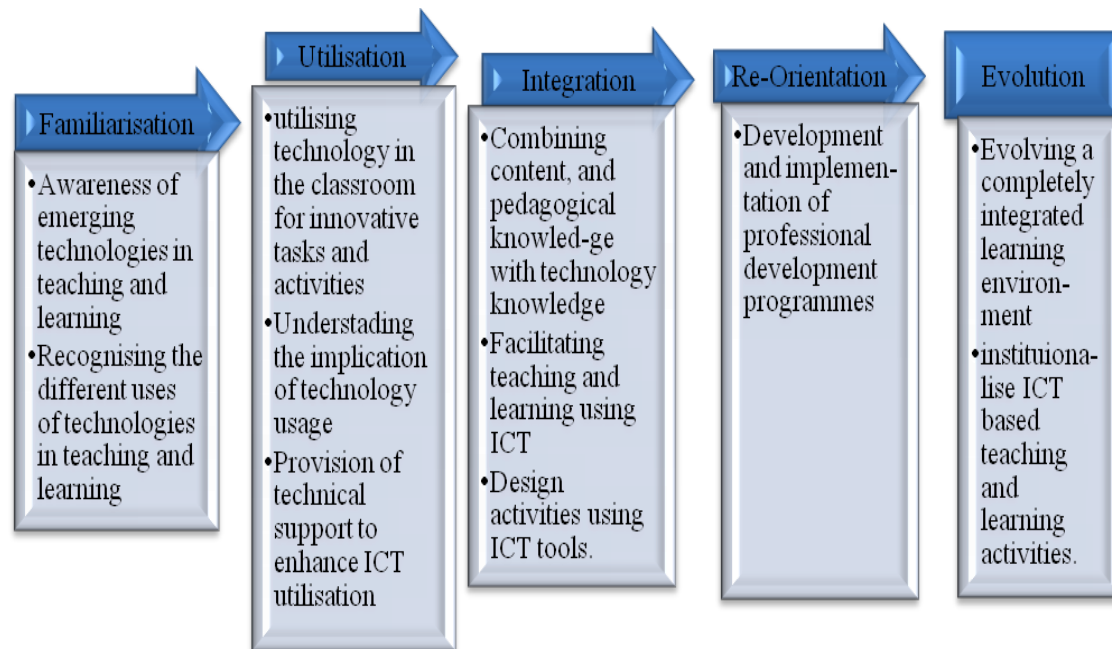 Familiarisation
•Awareness of
emerging
technologies in
teaching and
learning
•Recognising the
different uses
of technologies
in teaching and
learning
Utilisation
•utilising
technology in
the classroom
for innovative
tasks and
activities
•Understading
the implication
of technology
usage
•Provision of
technical
support to
enhance ICT
utilisation
Integration
•Combining
content, and
pedagogical
knowled-ge
with technology
knowledge
•Facilitating
teaching and
learning using
ICT
•Design
activities using
ICT tools.
Re-Orientation
•Development
and implemen-
tation of
professional
development
programmes
Evolution
•Evolving a
completely
integrated
learning
environ-
ment
•instituiona-
lise ICT
based
teaching
and
learning
activities.